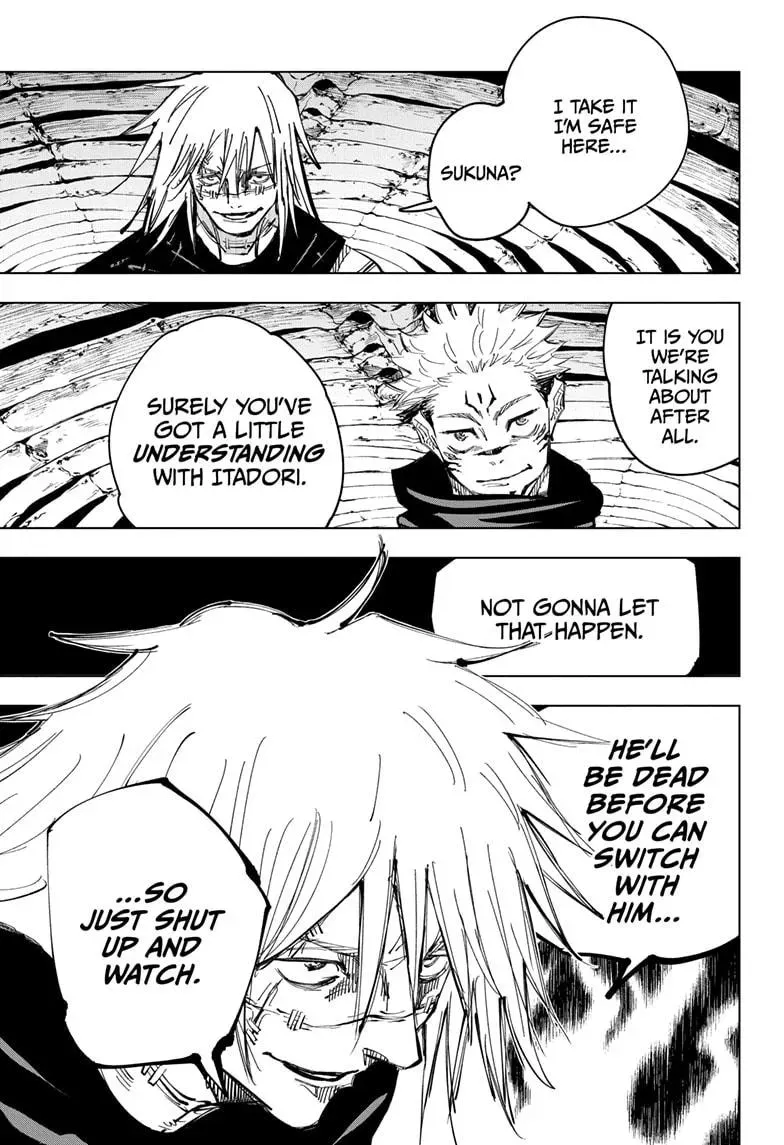 I TAKE IT
I'M SAFE
HERE...
SUKUNA?
IT IS YOU
WE'RE
TALKING
ABOUT
AFTER
ALL.
SURELY YOU'VE
GOT A LITTLE
UNDERSTANDING
WITH ITADORI.
NOT GONNA LET
THAT HAPPEN.
HE'LL
BE DEAD
BEFORE
YOU CAN
SWITCH
WITH
HIM...
...SO
JUST SHUT
UP AND
WATCH.